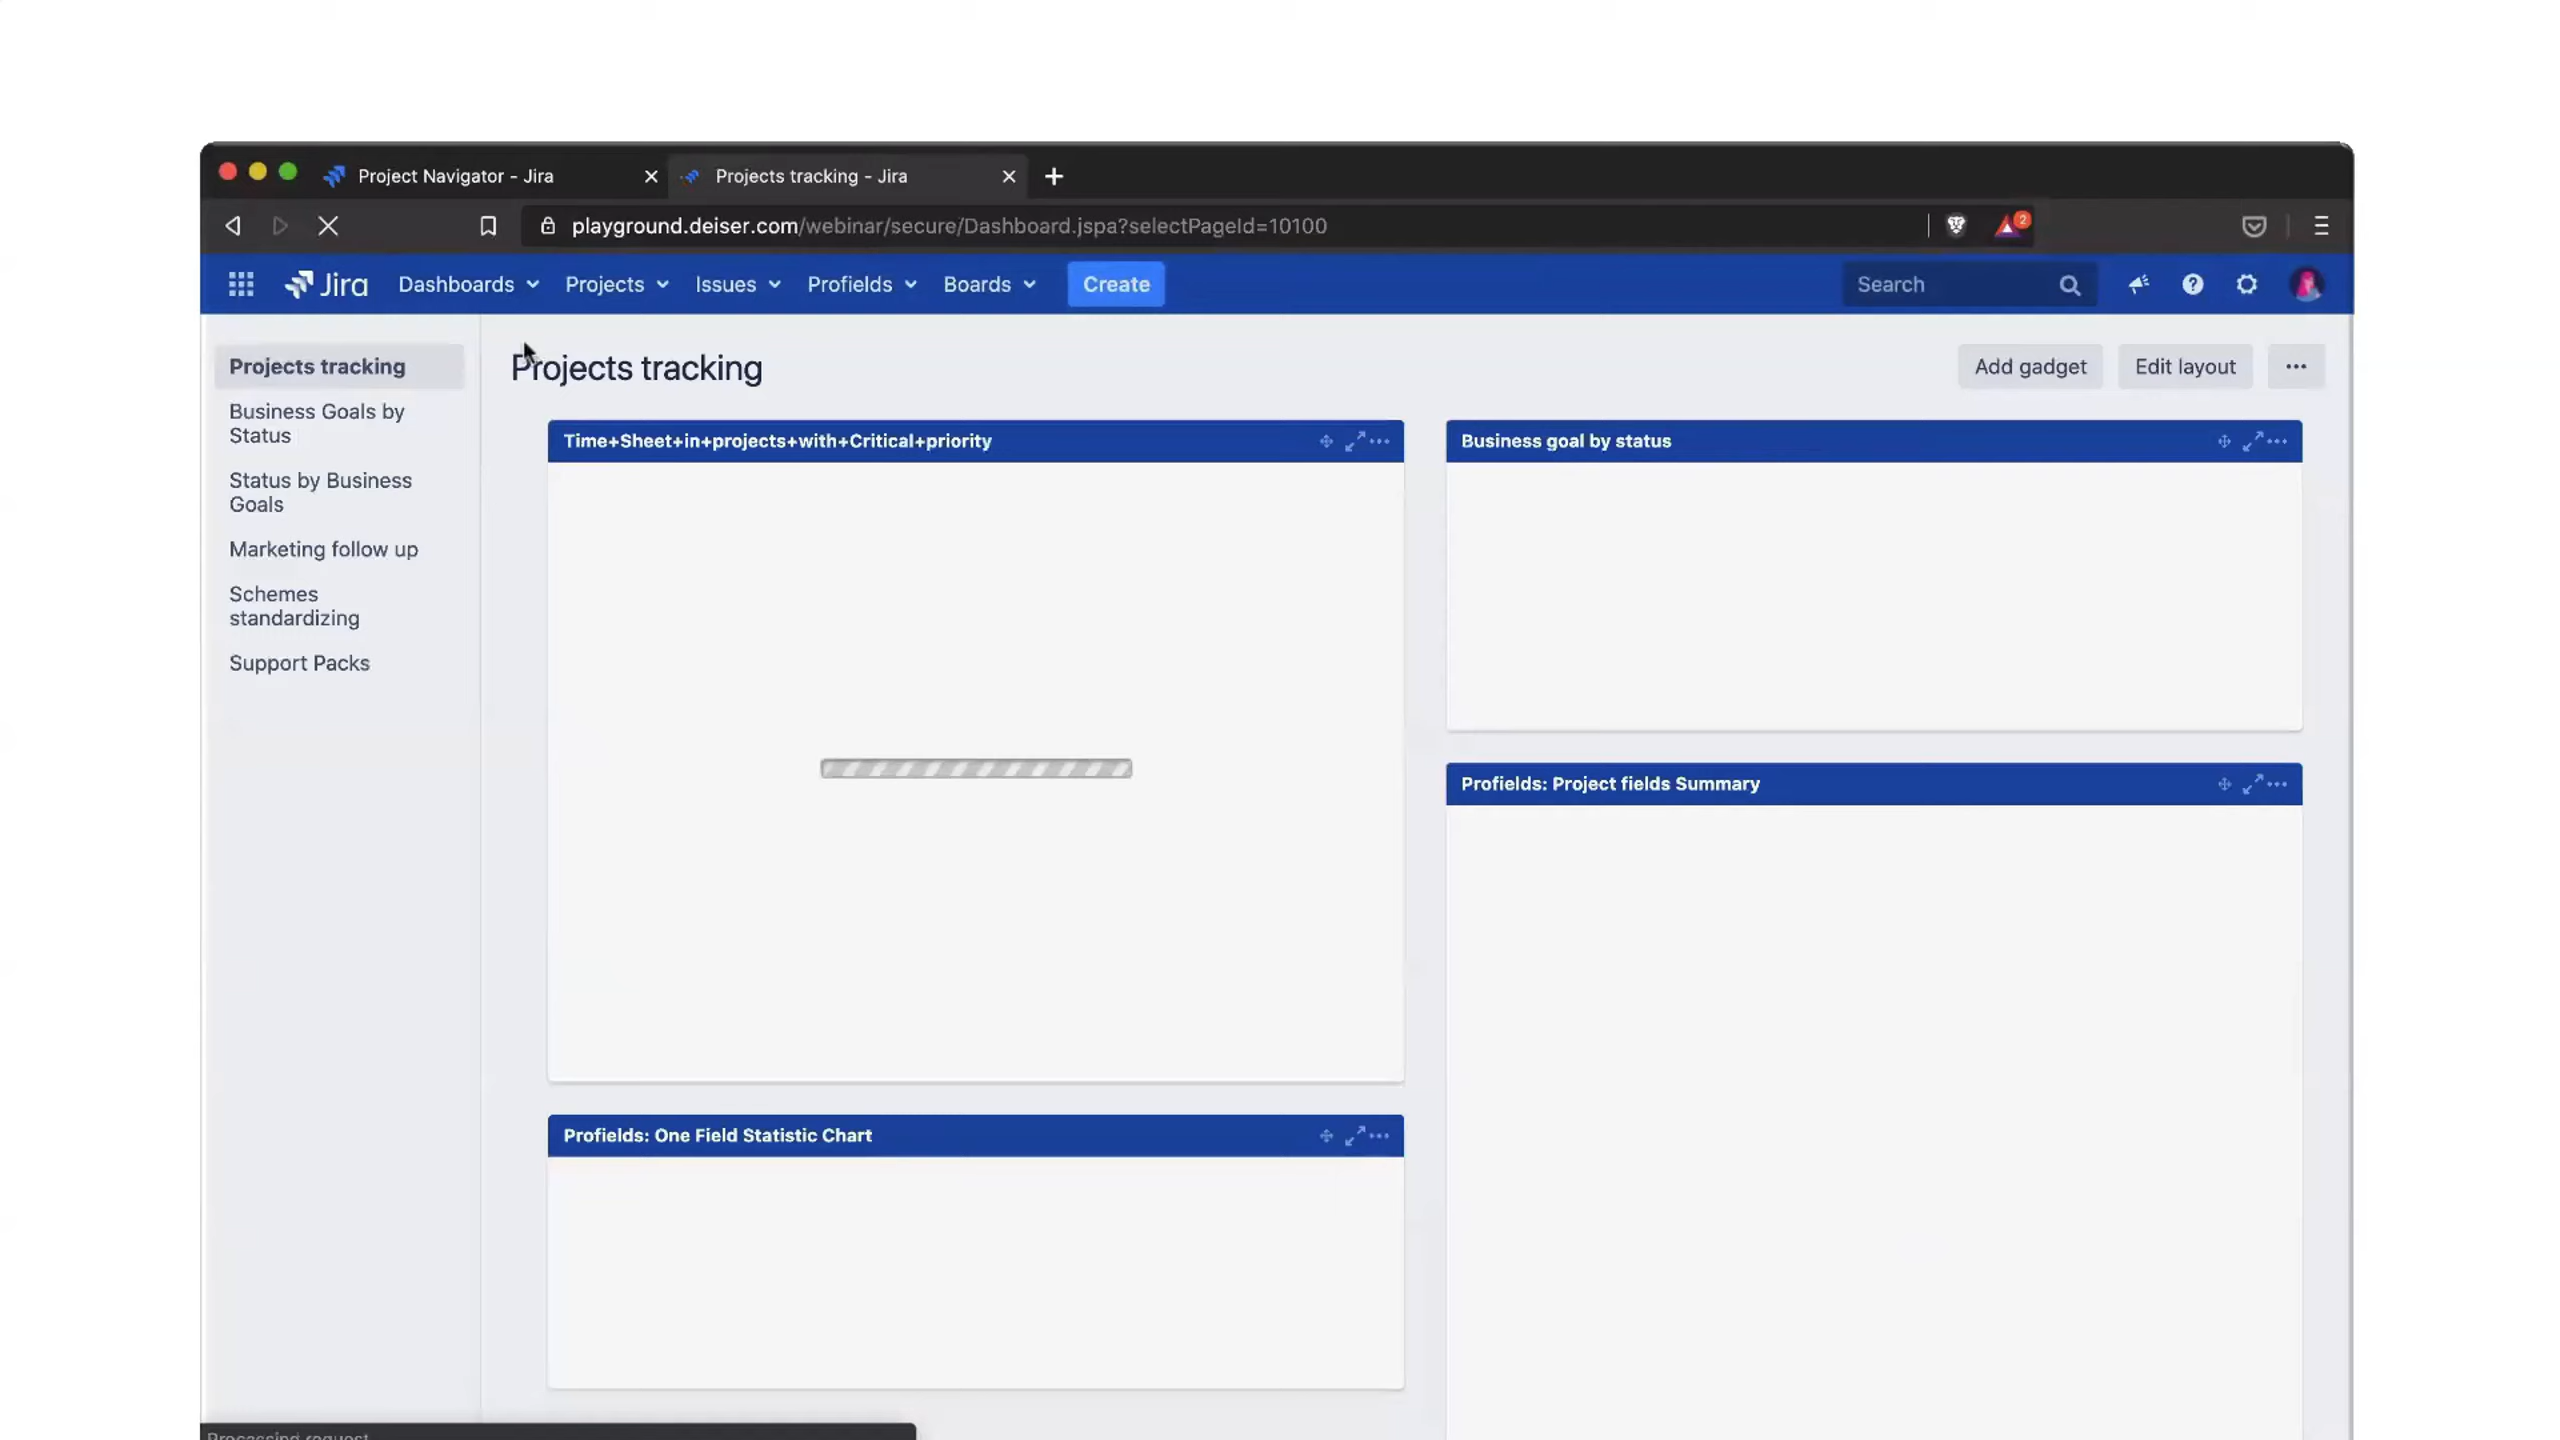 Project Navigator - Jira
Projects tracking - Jira
playground.deiser.com/webinar/secure/Dashboard.jspa?selectPageId=10100
2
Jira
Dashboards
Projects
Issues
Profields
Boards
Create
Search
Projects tracking
Business Goals by
Status
Status by Business
Goals
Marketing follow up
Schemes
standardizing
Support Packs
Projects tracking
Add gadget
Edit layout
Time+Sheet+in+projects+with+Critical+priority
Business goal by status
Profields: Project fields Summary
Profields: One Field Statistic Chart
Processing request